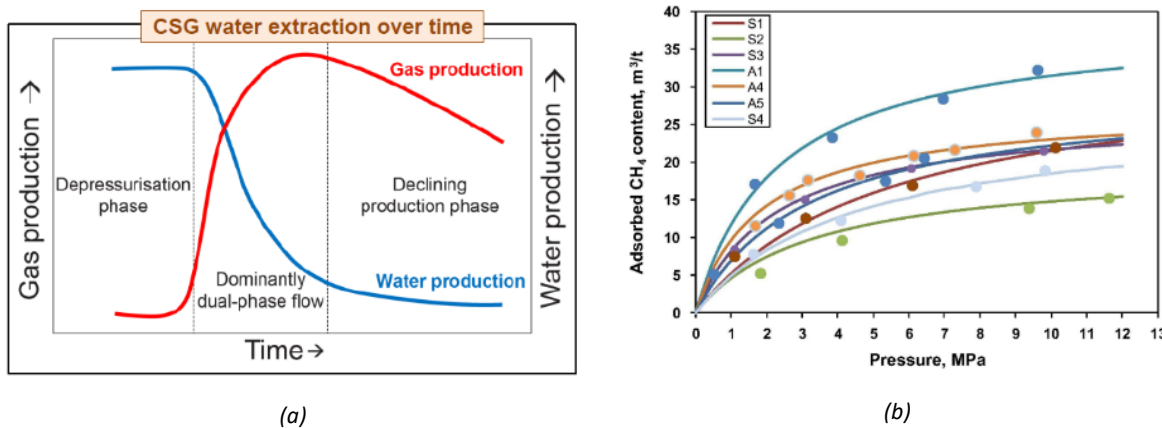 CSG water extraction over time
Gas production →
Water production →
Gas production
Depressurisation
phase
Declining
production phase
Water production
Dominantly
dual-phase flow
Time→
(a)
S1
S2
S3
A1
A4
A5
S4
40
35
30
25
20
15
10
5
0
Adsorbed CH₄ content, m³/t
0 1 2 3 4 5 6 7 8 9 10 11 12 13
Pressure, MPa
(b)